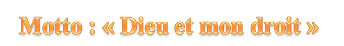 Motto : « Dieu et mon droit »